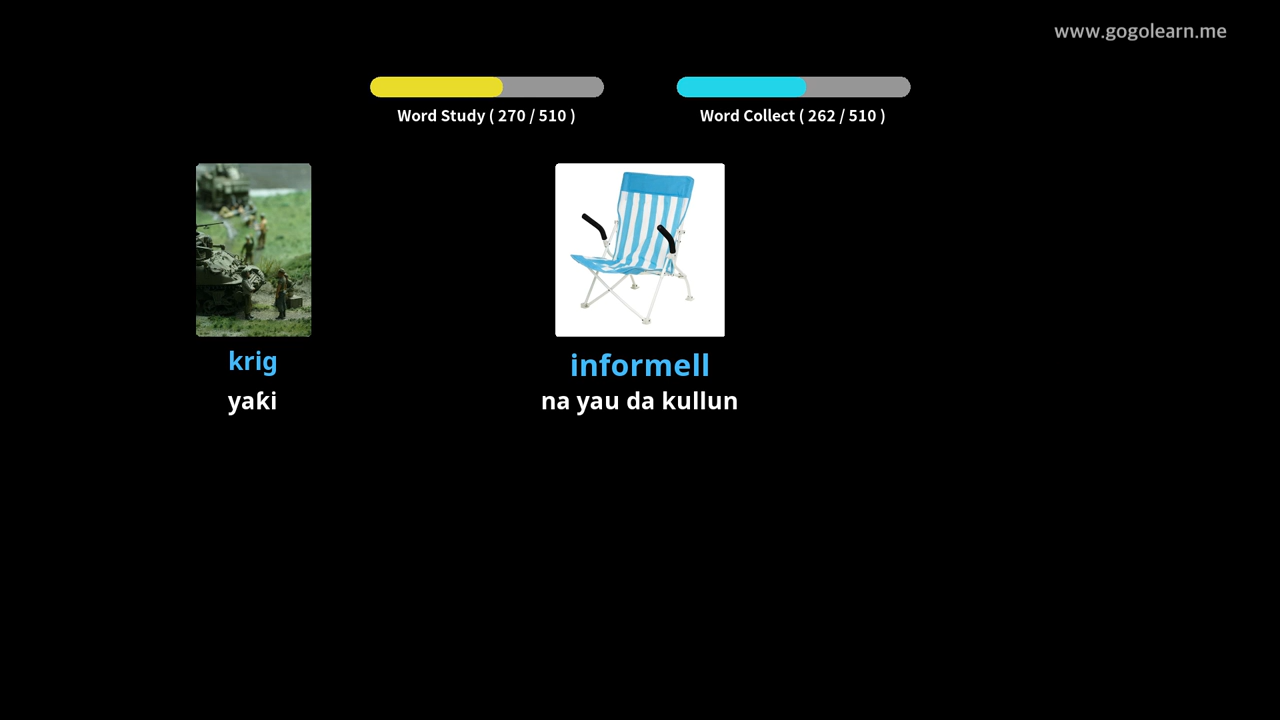 www.gogolearn.me
Word Study ( 270 / 510 )
Word Collect ( 262 / 510 )
krig
yaƙi
informell
na yau da kullun